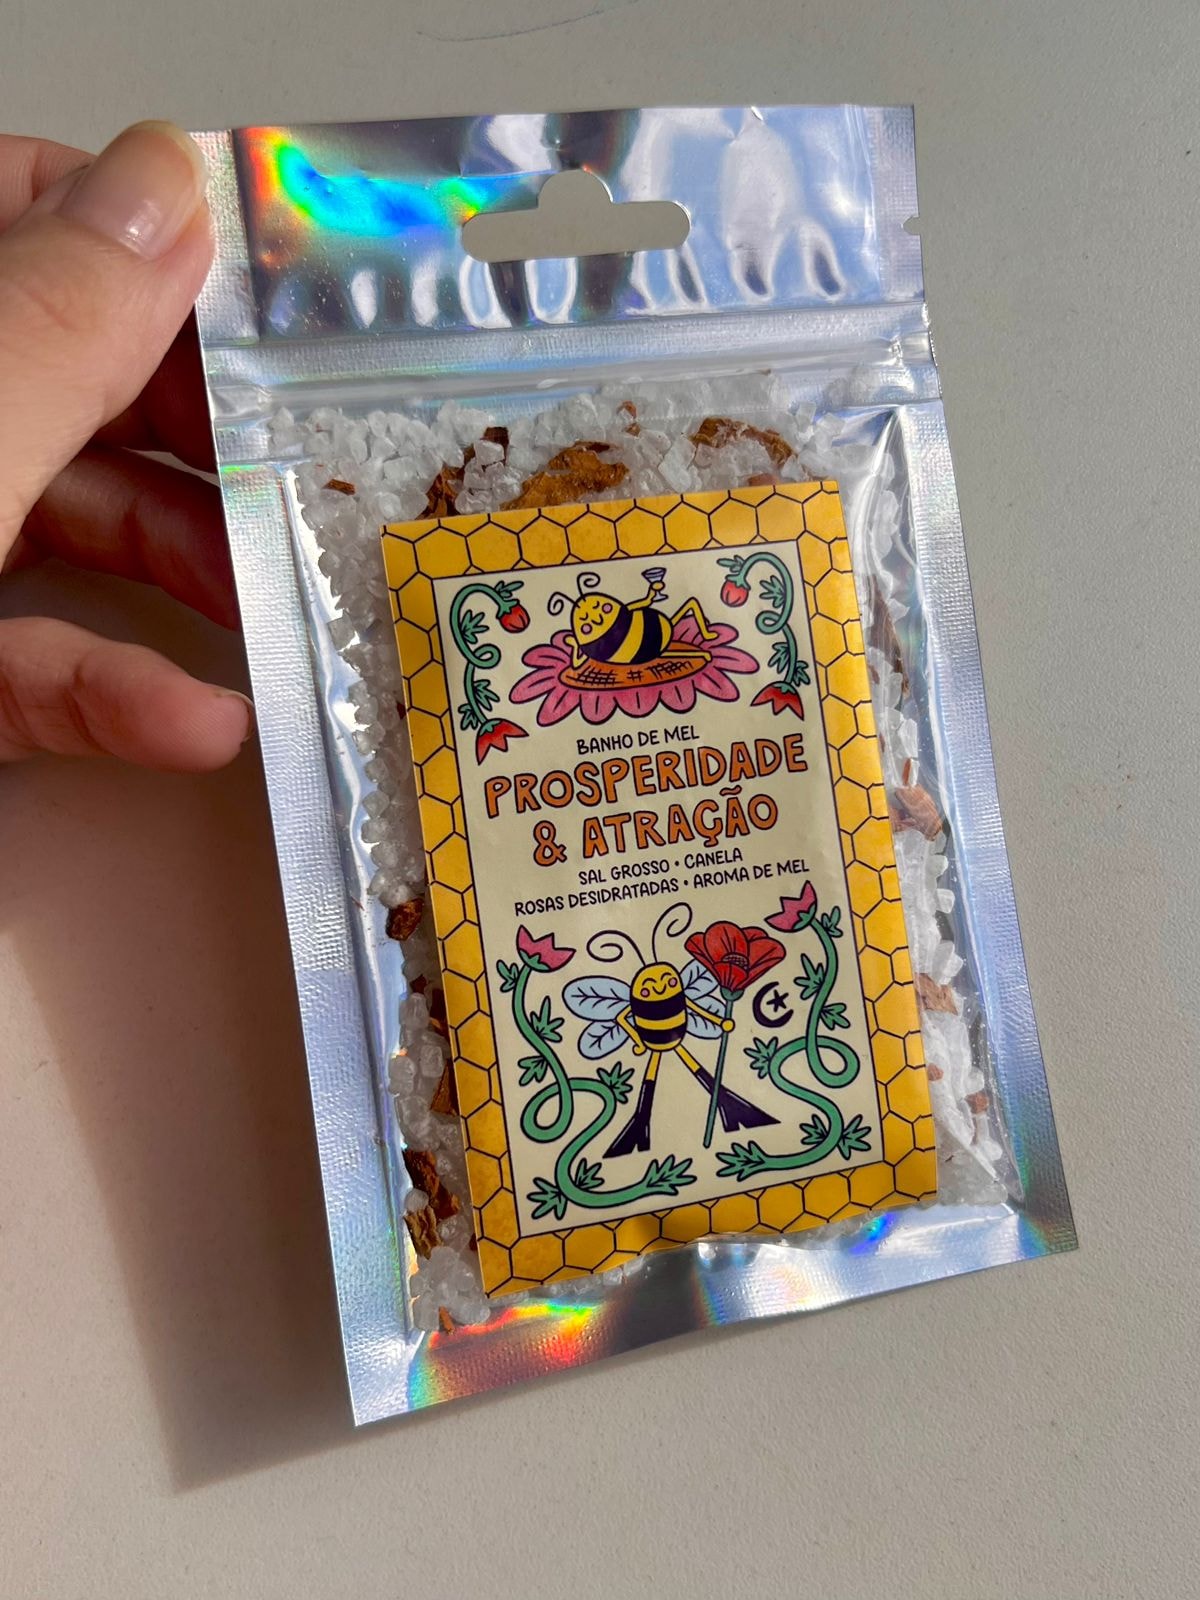 BANHO DE MEL
PROSPERIDADE
& ATRAÇÃO
SAL GROSSO • CANELA
ROSAS DESIDRATADAS • AROMA DE MEL